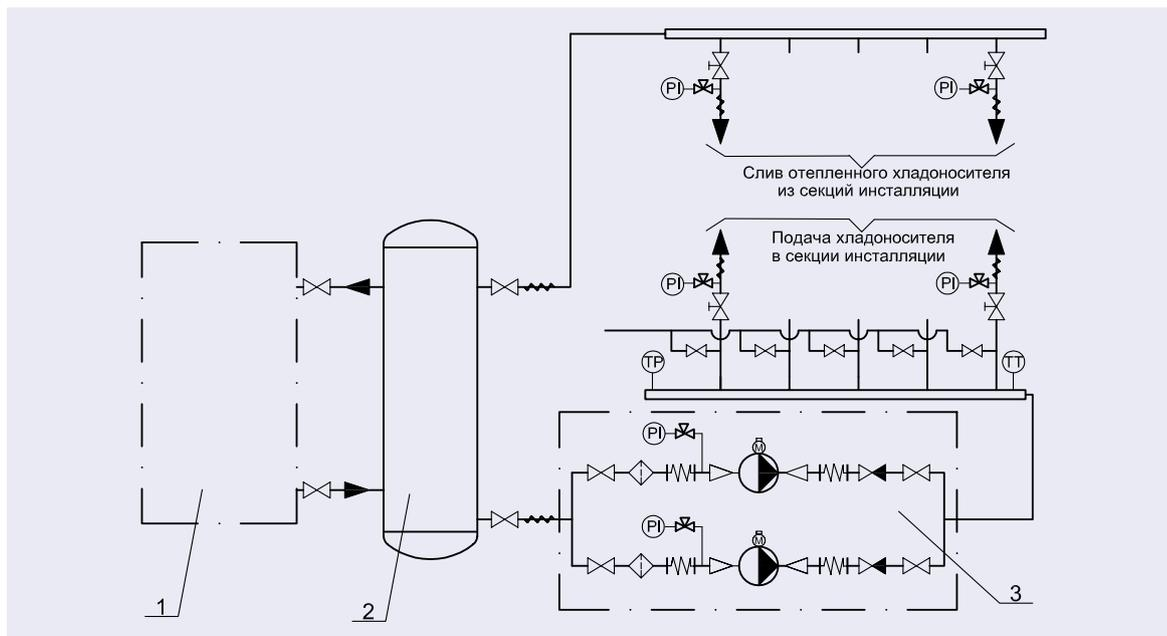 PI
PI
Слив отепленного хладоносителя
из секций инсталляции
Подача хладоносителя
в секции инсталляции
PI
PI
TP
TT
PI
M
PI
M
1
2
3